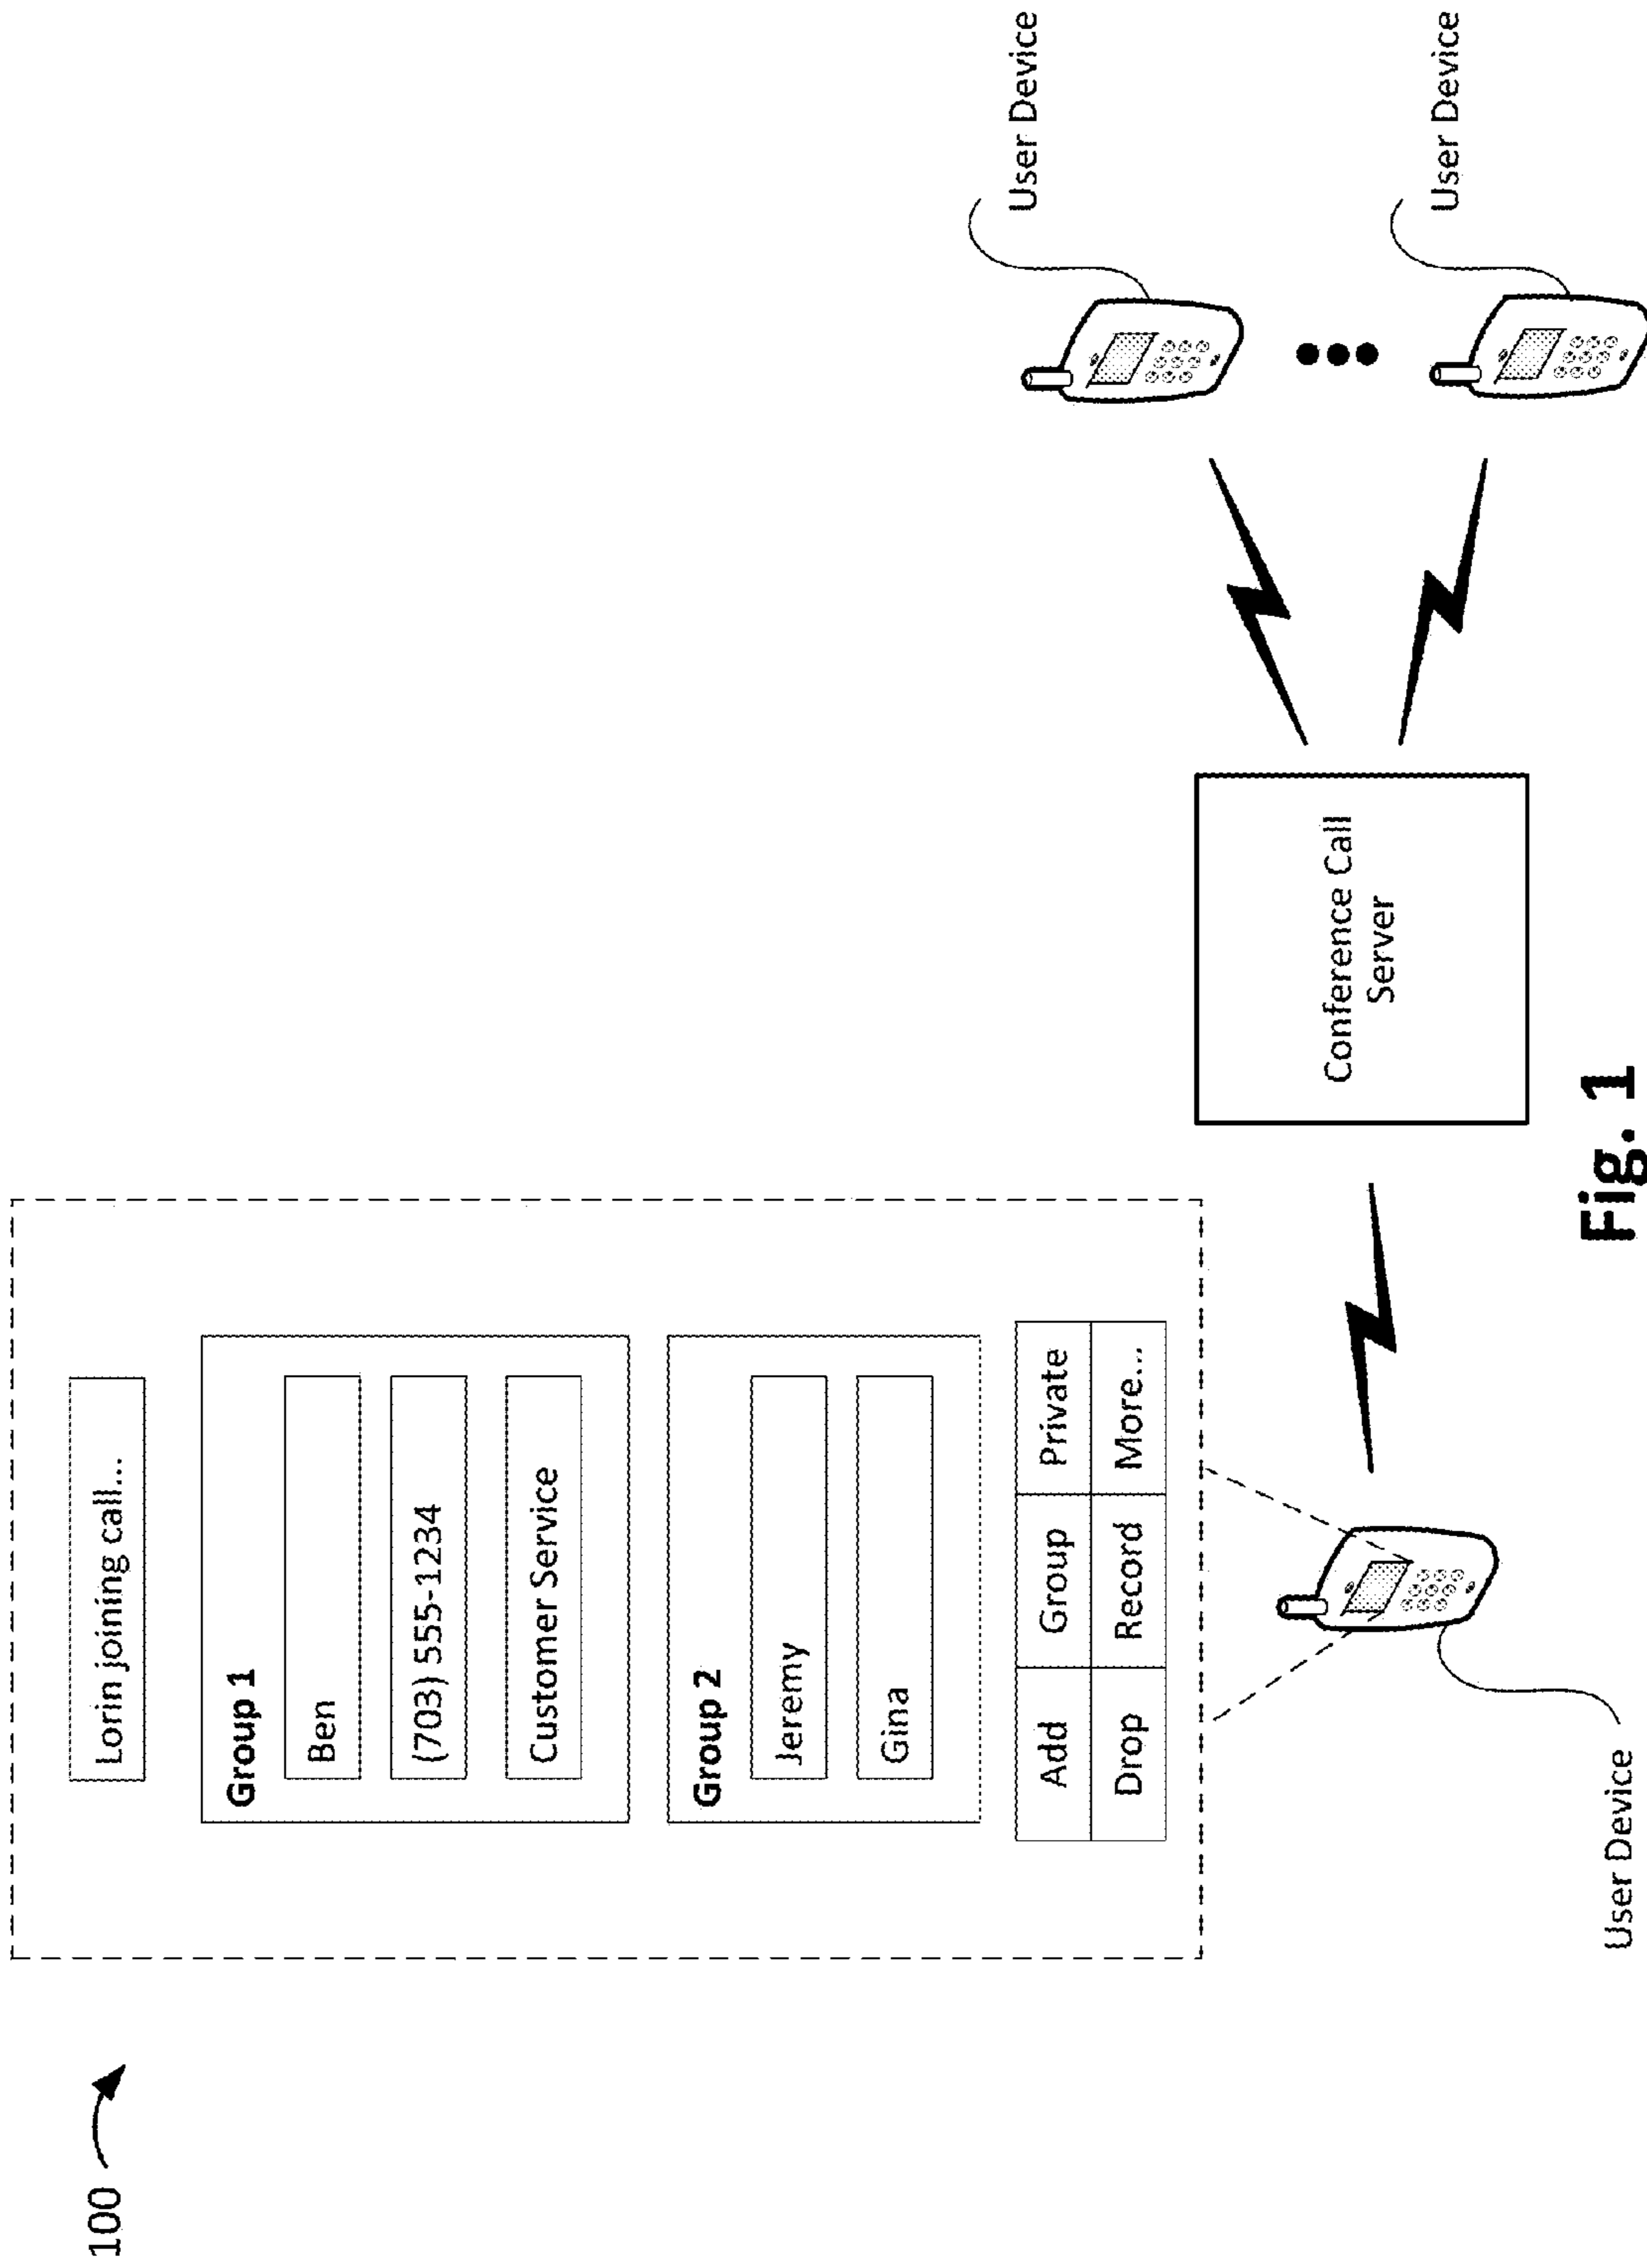 100
Lorin joining call...
Group 1
Ben
(703) 555-1234
Customer Service
Group 2
Jeremy
Gina
Add Group Private
Drop Record More...
User Device
Conference Call
Server
User Device
User Device
Fig. 1